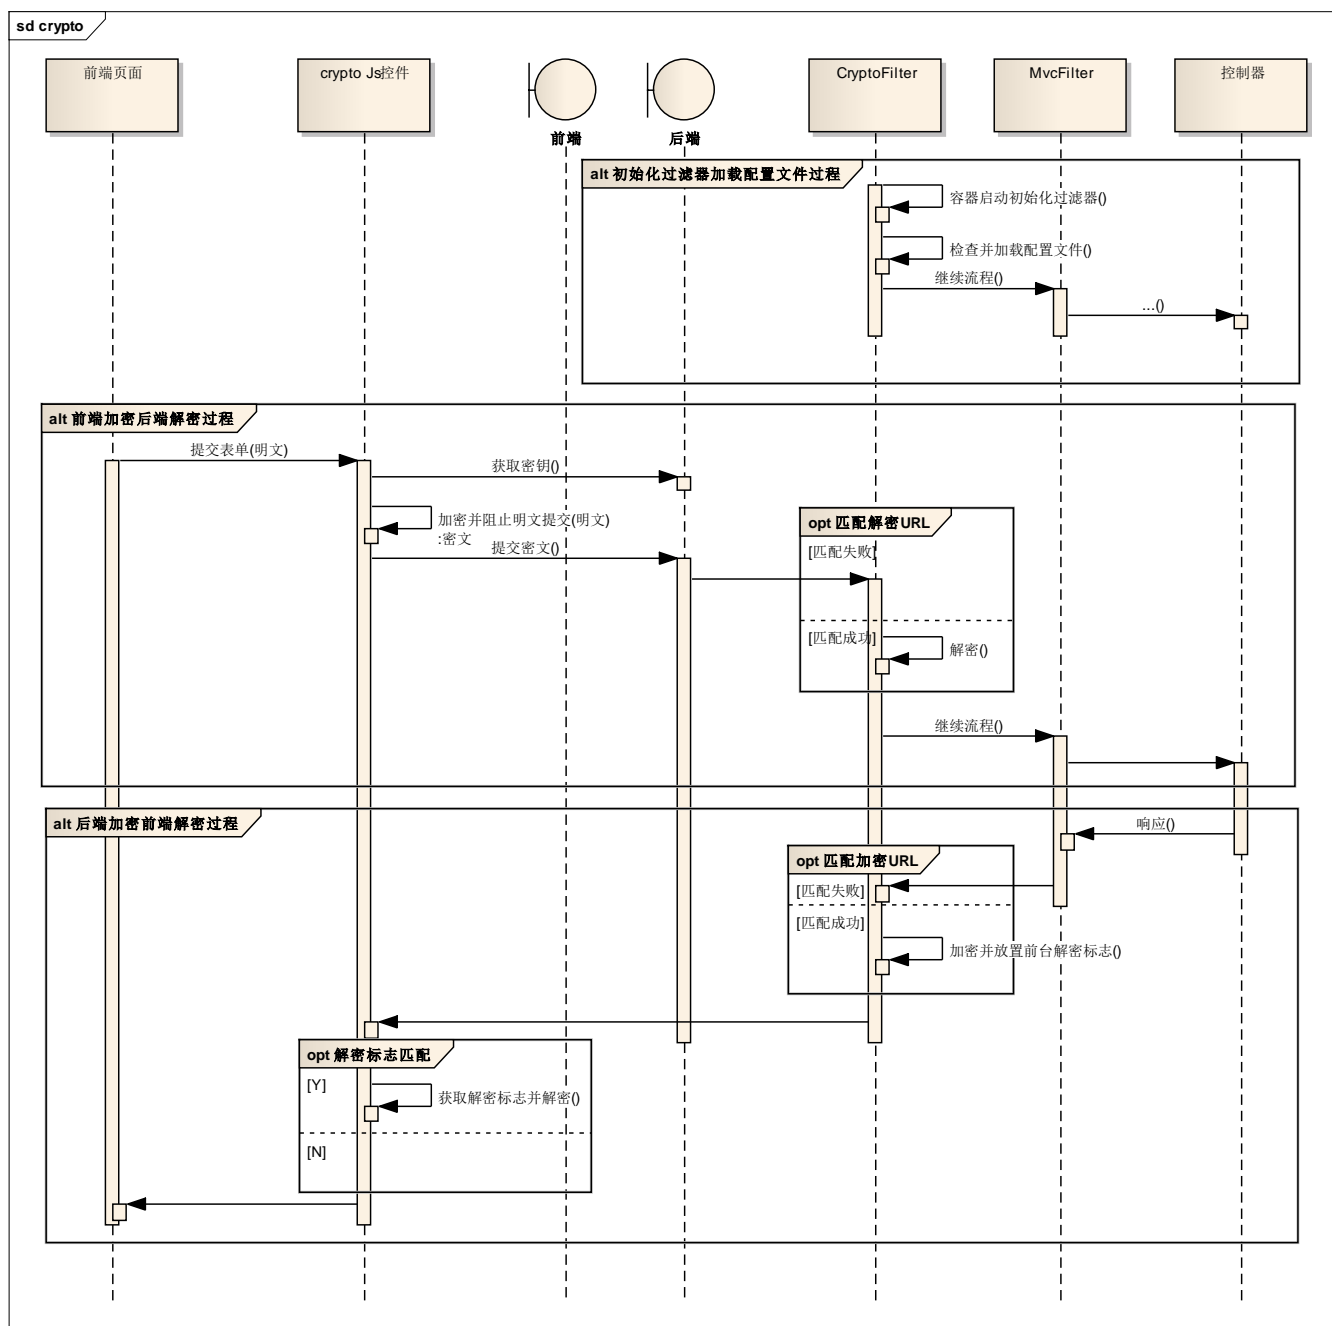 sd crypto
前端页面
crypto Js控件
前端
后端
CryptoFilter
MvcFilter
控制器
alt 初始化过滤器加载配置文件过程
容器启动初始化过滤器()
检查并加载配置文件()
继续流程()
...()
alt 前端加密后端解密过程
提交表单(明文)
获取密钥()
加密并阻止明文提交(明文)
:密文
提交密文()
opt 匹配解密URL
[匹配失败]
[匹配成功]
解密()
继续流程()
alt 后端加密前端解密过程
响应()
opt 匹配加密URL
[匹配失败]
[匹配成功]
加密并放置前台解密标志()
opt 解密标志匹配
[Y]
获取解密标志并解密()
[N]